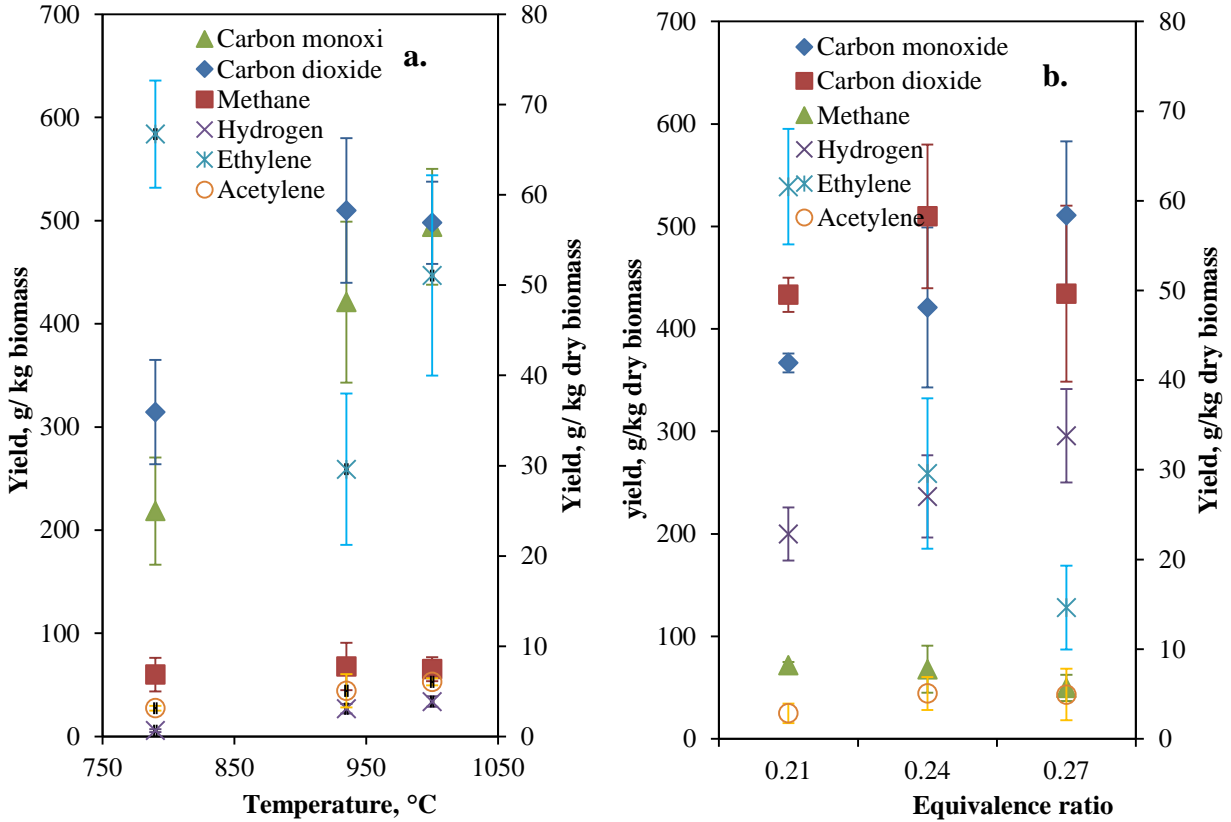 a.
Carbon monoxi
Carbon dioxide
Methane
Hydrogen
Ethylene
Acetylene
700
600
500
400
300
200
100
0
Yield, g/ kg biomass
80
70
60
50
40
30
20
10
0
Yield, g/ kg dry biomass
750
850
950
1050
Temperature, °C
b.
Carbon monoxide
Carbon dioxide
Methane
Hydrogen
Ethylene
Acetylene
700
600
500
400
300
200
100
0
yield, g/kg dry biomass
80
70
60
50
40
30
20
10
0
Yield, g/kg dry biomass
0.21
0.24
0.27
Equivalence ratio